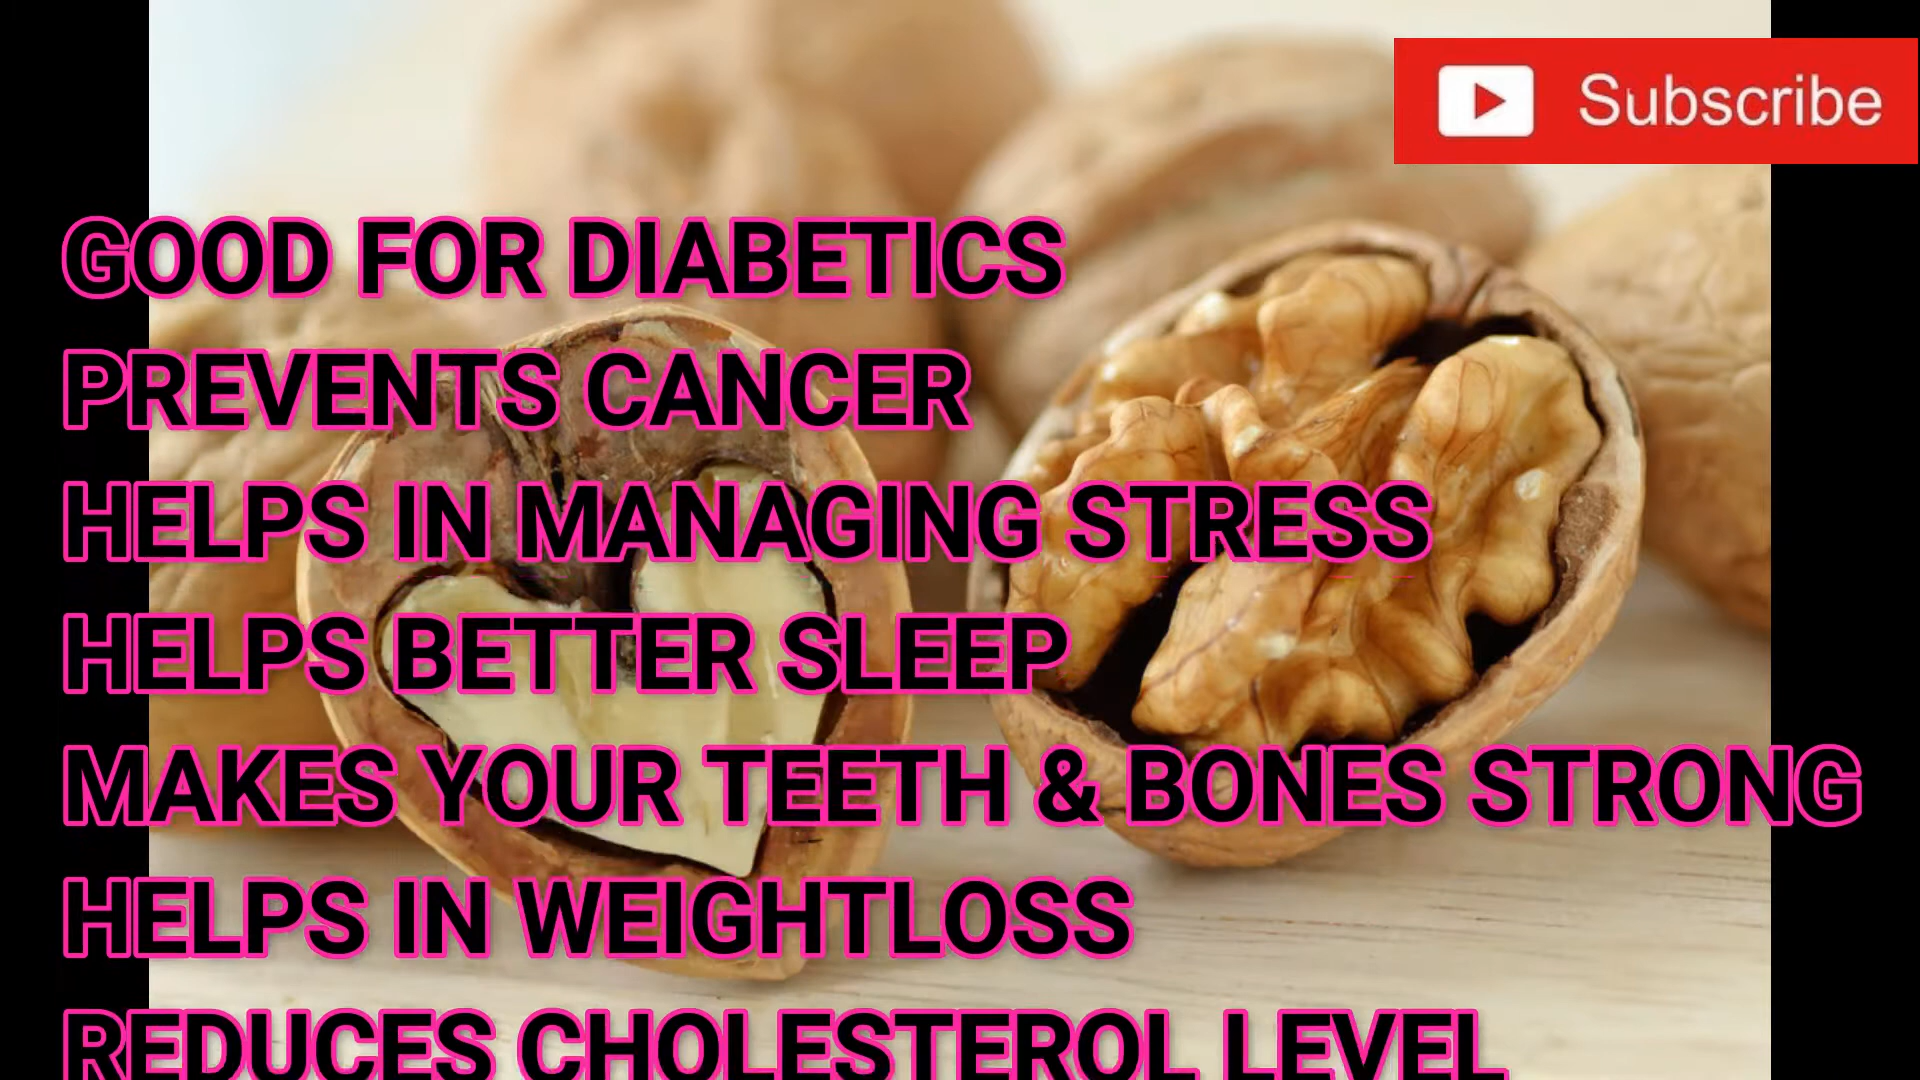 Subscribe
GOOD FOR DIABETICS
PREVENTS CANCER
HELPS IN MANAGING STRESS
HELPS BETTER SLEEP
MAKES YOUR TEETH & BONES STRONG
HELPS IN WEIGHTLOSS
REDUCES CHOLESTEROL LEVEL